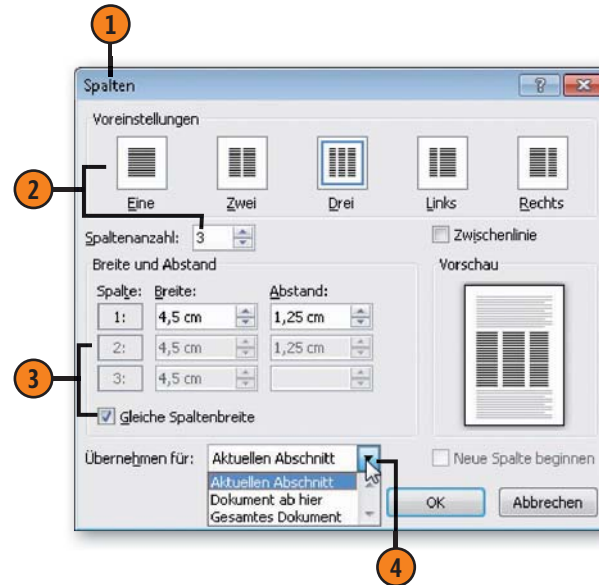 1
Spalten
Voreinstellungen
2
Eine Zwei Drei Links Rechts
Spaltenanzahl: 3 Zwischenlinie
Breite und Abstand Vorschau
Spalte: Breite: Abstand:
1: 4,5 cm 1,25 cm
2: 4,5 cm 1,25 cm
3
3: 4,5 cm
Gleiche Spaltenbreite
Übernehmen für: Aktuellen Abschnitt Neue Spalte beginnen
Aktuellen Abschnitt
Dokument ab hier OK Abbrechen
Gesamtes Dokument
4